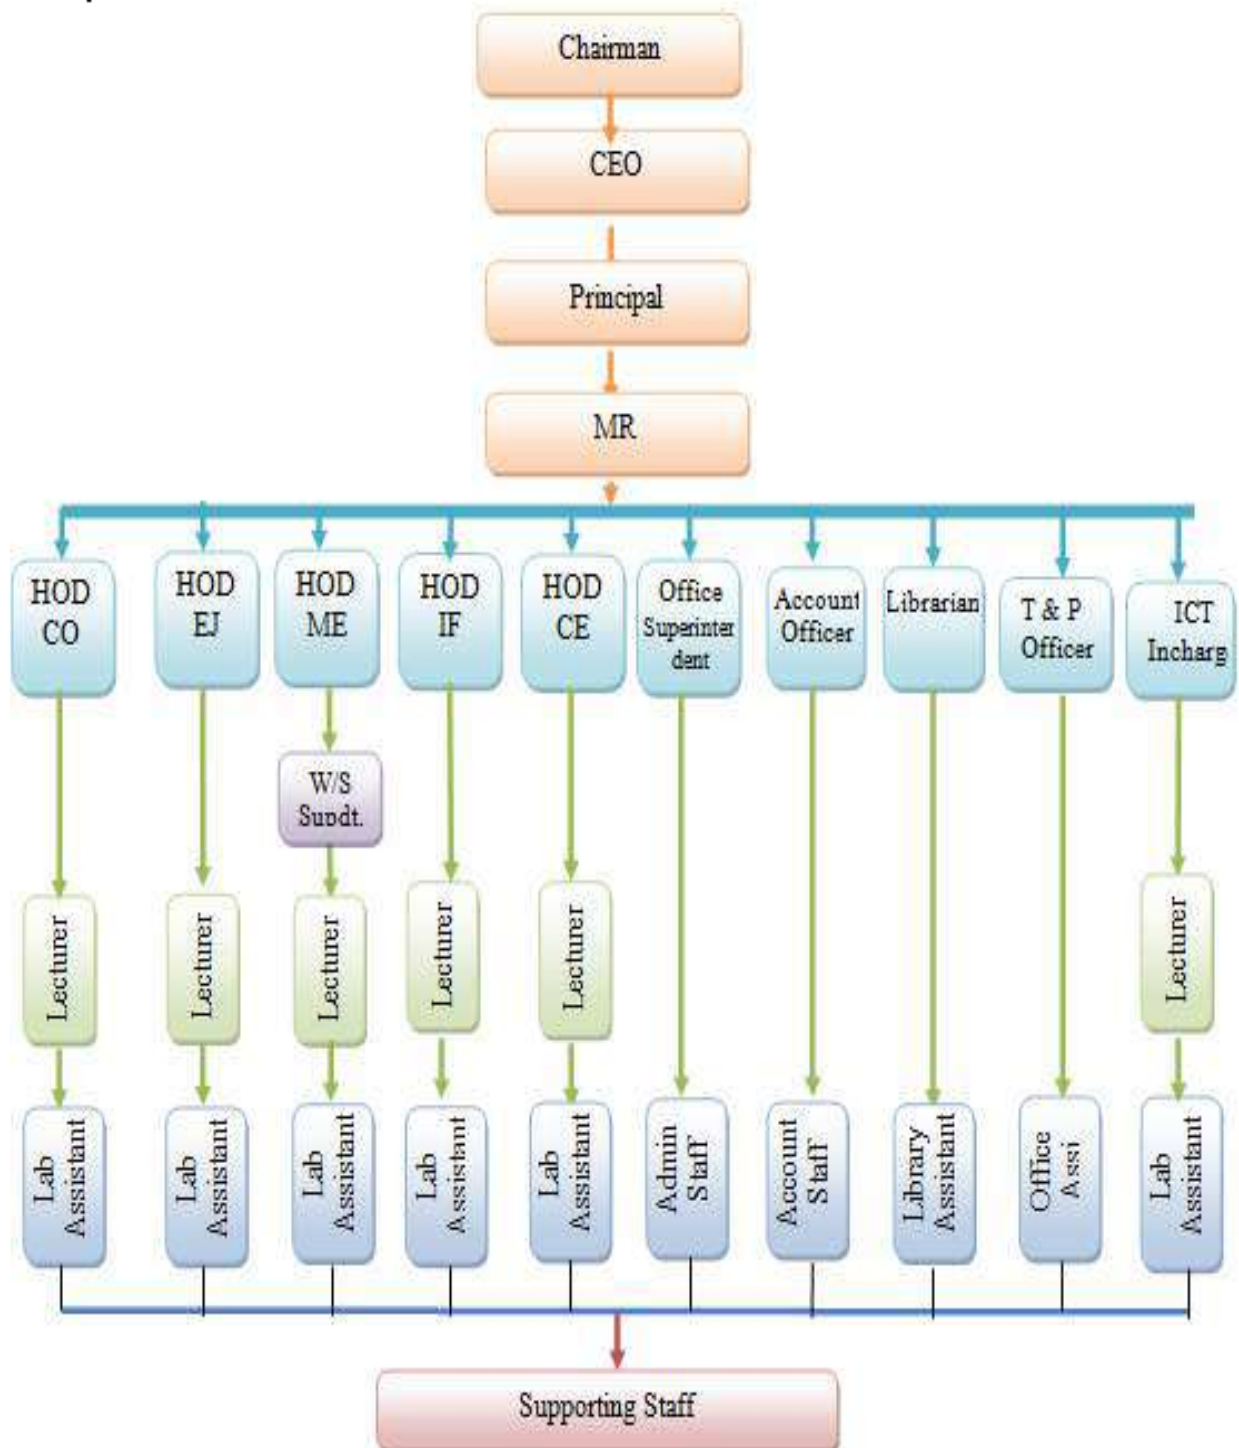 Chairman
CEO
Principal
MR
HOD
CO
HOD
EJ
HOD
ME
HOD
IF
HOD
CE
Office
Superinter
dent
Account
Officer
Librarian
T & P
Officer
ICT
Incharg
W/S
Supdt.
Lecturer
Lecturer
Lecturer
Lecturer
Lecturer
Lecturer
Lab
Assistant
Lab
Assistant
Lab
Assistant
Lab
Assistant
Lab
Assistant
Admin
Staff
Account
Staff
Library
Assistant
Office
Assi
Lab
Assistant
Supporting Staff